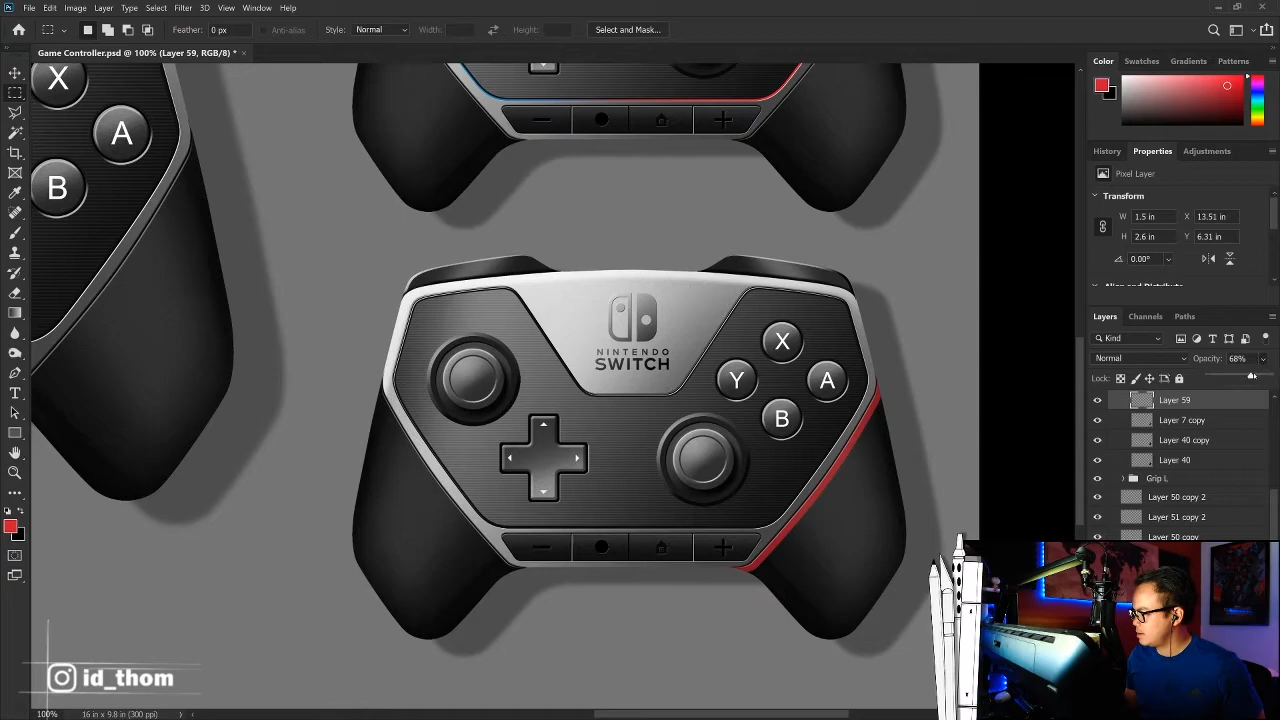 Ps File Edit Image Layer Type Select Filter 3D View Window Help
Feather: 0 px Anti-alias Style: Normal Width: Height: Select and Mask...
Game Controller.psd @ 100% (Layer 59, RGB/8) * ×
Color Swatches Gradients Patterns
History Properties Adjustments
Pixel Layer
Transform
W 1.5 in X 13.51 in
H 2.6 in Y 6.31 in
0.00°
Layers Channels Paths
Kind
Normal Opacity: 68%
Lock:
Layer 59
Layer 7 copy
Layer 40 copy
Layer 40
Grip L
Layer 50 copy 2
Layer 51 copy 2
Layer 50 copy
X
A
B
NINTENDO
SWITCH
X
Y A
B
id_thom
100% 16 in x 9.8 in (300 ppi)